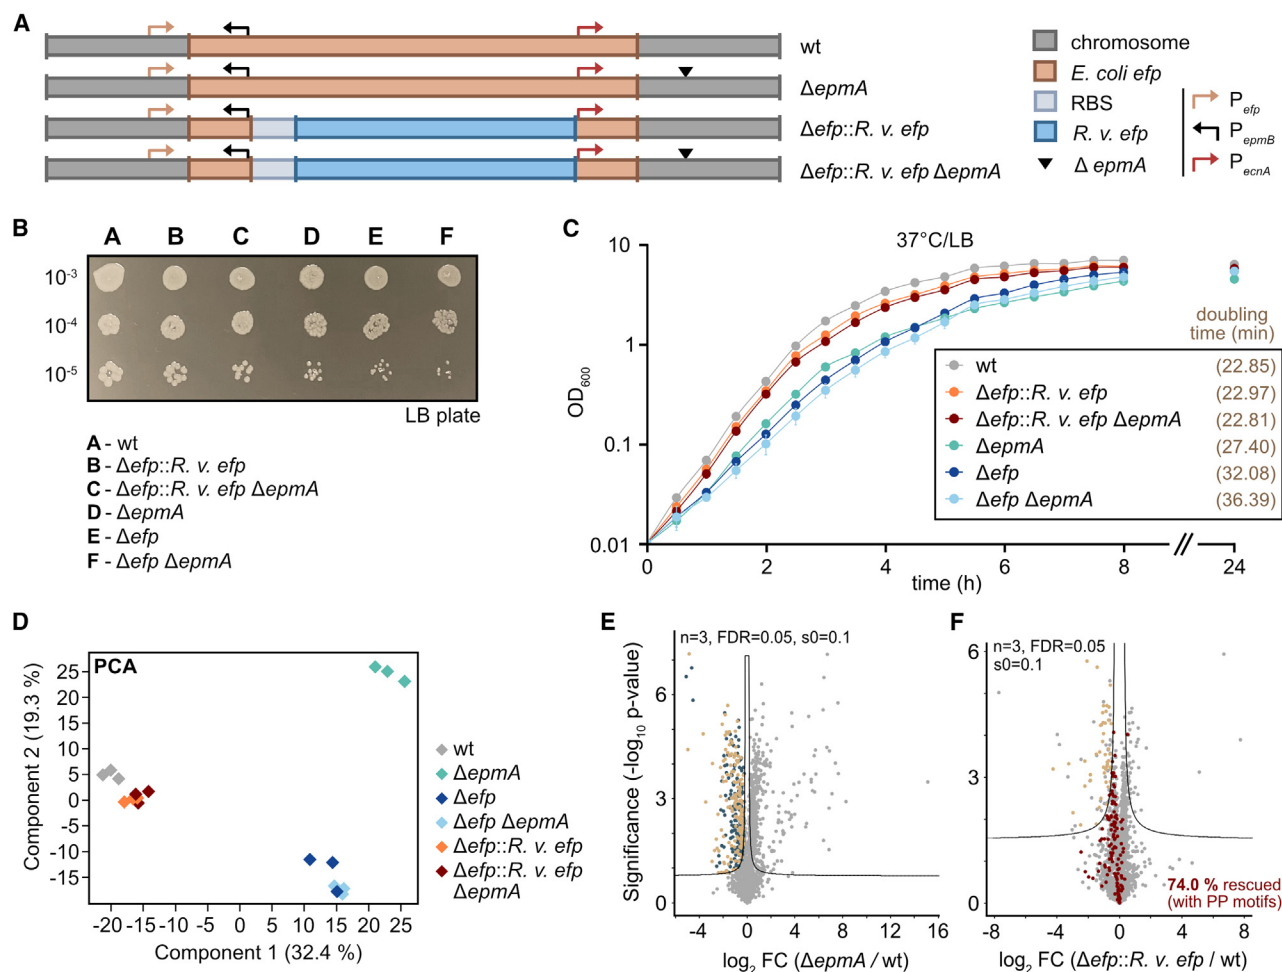 A
wt
ΔepmA
Δefp::R. v. efp
Δefp::R. v. efp ΔepmA
chromosome
E. coli efp
RBS
R. v. efp
Δ epmA
P efp
P epmB
P ecnA
B
A B C D E F
10-3
10-4
10-5
LB plate
A - wt
B - Δefp::R. v. efp
C - Δefp::R. v. efp ΔepmA
D - ΔepmA
E - Δefp
F - Δefp ΔepmA
C
37°C/LB
OD600
10
1
0.1
0.01
0 2 4 6 8 24
time (h)
doubling
time (min)
wt (22.85)
Δefp::R. v. efp (22.97)
Δefp::R. v. efp ΔepmA (22.81)
ΔepmA (27.40)
Δefp (32.08)
Δefp ΔepmA (36.39)
D
PCA
Component 2 (19.3 %)
25
20
15
10
5
0
-5
-10
-15
-20 -15 -10 -5 0 5 10 15 20 25
Component 1 (32.4 %)
wt
ΔepmA
Δefp
Δefp ΔepmA
Δefp::R. v. efp
Δefp::R. v. efp
ΔepmA
E
n=3, FDR=0.05, s0=0.1
Significance (-log10 p-value)
6
3
0
-4 0 4 8 12 16
log2 FC (ΔepmA / wt)
F
n=3, FDR=0.05
s0=0.1
6
3
0
74.0 % rescued
(with PP motifs)
-8 -4 0 4 8
log2 FC (Δefp::R. v. efp / wt)